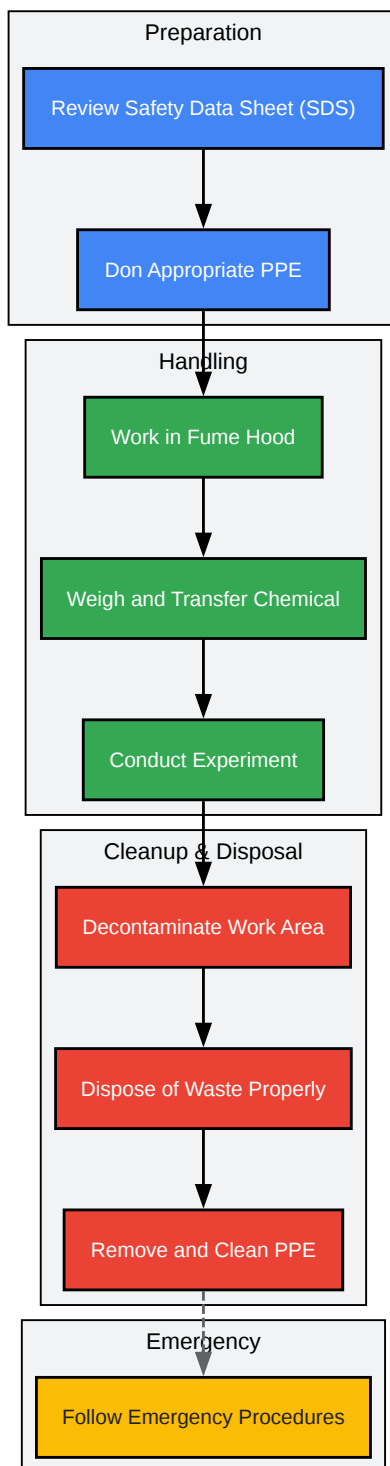 Preparation
Review Safety Data Sheet (SDS)
Don Appropriate PPE
Handling
Work in Fume Hood
Weigh and Transfer Chemical
Conduct Experiment
Cleanup & Disposal
Decontaminate Work Area
Dispose of Waste Properly
Remove and Clean PPE
Emergency
Follow Emergency Procedures